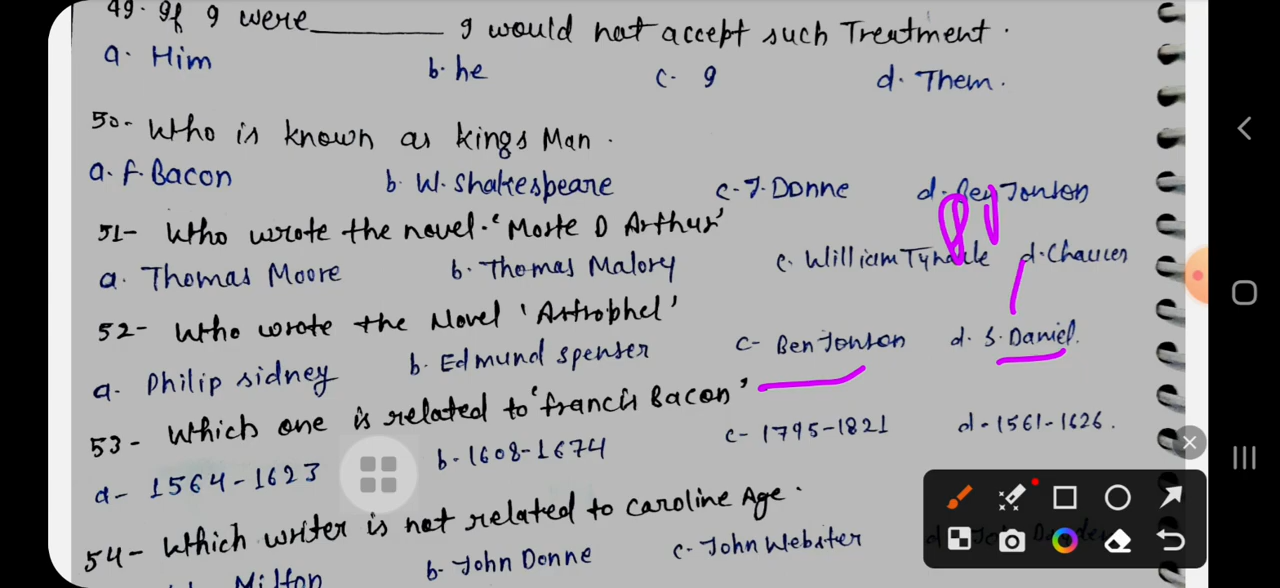 49. If I were________ I would not accept such Treatment.
a. Him b. he c. I d. Them.
50- Who is known as kings Man.
a. F. Bacon b. W. Shakespeare c- J. Donne d. Ben Jonson
51- Who wrote the novel. 'Morte D Arthur'
a. Thomas Moore b. Thomas Malory c. William Tyndale d. Chaucer
52- Who wrote the Novel 'Astrophel'
a. Philip sidney b. Edmund Spenser c- Ben Jonson d. S. Daniel.
53- Which one is related to 'francis Bacon'
a- 1564-1623 b- 1608-1674 c- 1795-1821 d- 1561-1626.
54- Which writer is not related to Caroline Age.
Milton b. John Donne c- John Webster